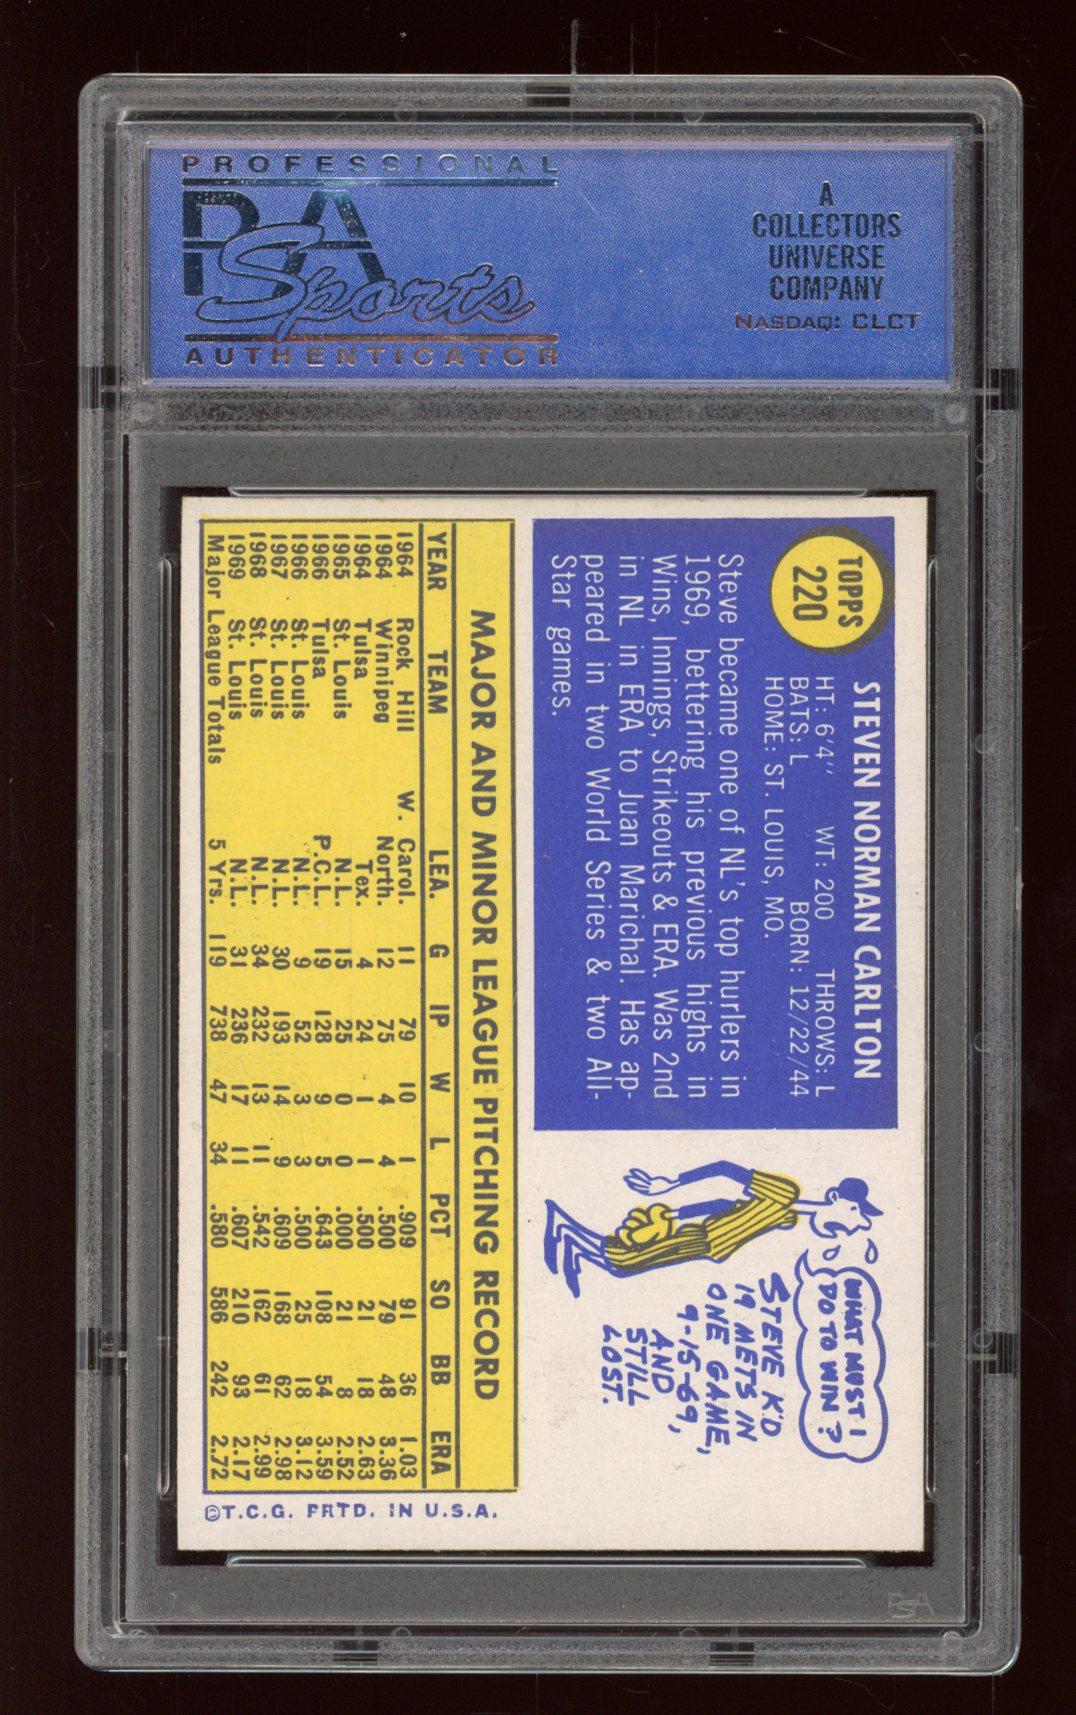 PROFESSIONAL
PSA
Sports
AUTHENTICATOR
A
COLLECTORS
UNIVERSE
COMPANY
NASDAQ: CLCT
TOPPS
220
STEVEN NORMAN CARLTON
HT: 6'4'' WT: 200 THROWS: L
BATS: L BORN: 12/22/44
HOME: ST. LOUIS, MO.
Steve became one of NL's top hurlers in
1969, bettering his previous highs in
Wins, Innings, Strikeouts & ERA. Was 2nd
in NL in ERA to Juan Marichal. Has ap-
peared in two World Series & two All-
Star games.
WHAT MUST I
DO TO WIN?
STEVE K'D
19 METS IN
ONE GAME,
9-15-69,
AND
STILL
LOST.
MAJOR AND MINOR LEAGUE PITCHING RECORD
YEAR TEAM LEA. G IP W L PCT SO BB ERA
1964 Rock Hill W. Carol. 11 79 10 1 .909 91 36 1.03
1964 Winnipeg North. 12 75 4 4 .500 79 48 3.36
1964 Tulsa Tex. 4 24 1 1 .500 21 18 2.63
1965 St. Louis N.L. 15 25 0 0 .000 21 8 2.52
1966 Tulsa P.C.L. 19 128 9 5 .643 108 54 3.59
1966 St. Louis N.L. 9 52 3 3 .500 25 18 3.12
1967 St. Louis N.L. 30 193 14 9 .609 168 62 2.98
1968 St. Louis N.L. 34 232 13 11 .542 162 61 2.99
1969 St. Louis N.L. 31 236 17 11 .607 210 93 2.17
Major League Totals 5 Yrs. 119 738 47 34 .580 586 242 2.72
©T.C.G. PRTD. IN U.S.A.
PSA